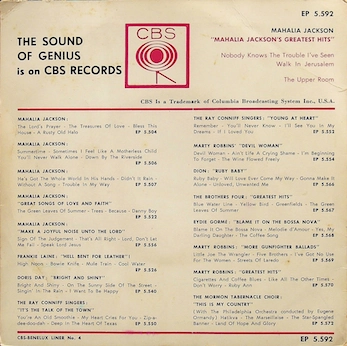 EP 5.592
THE SOUND
OF GENIUS
is on CBS RECORDS
CBS
MAHALIA JACKSON
"MAHALIA JACKSON'S GREATEST HITS"
Nobody Knows The Trouble I've Seen
Walk In Jerusalem
The Upper Room
CBS Is a Trademark of Columbia Broadcasting System Inc., U.S.A.
MAHALIA JACKSON:
The Lord's Prayer - The Treasures Of Love - Bless This
House - A Rusty Old Halo EP 5.504
MAHALIA JACKSON:
Summertime - Sometimes I Feel Like A Motherless Child
You'll Never Walk Alone - Down By The Riverside
EP 5.506
MAHALIA JACKSON:
He's Got The Whole World In His Hands - Didn't It Rain -
Without A Song - Trouble In My Way EP 5.507
MAHALIA JACKSON:
"GREAT SONGS OF LOVE AND FAITH"
The Green Leaves Of Summer - Trees - Because - Danny Boy
EP 5.522
MAHALIA JACKSON:
"MAKE A JOYFUL NOISE UNTO THE LORD"
Sign Of The Judgement - That's All Right - Lord, Don't Let
Me Fail - Speak Lord Jesus EP 5.556
FRANKIE LAINE: "HELL BENT FOR LEATHER!"
High Noon - Bowie Knife - Mule Train - Cool Water
EP 5.526
DORIS DAY: "BRIGHT AND SHINY"
Bright And Shiny - On The Sunny Side Of The Street -
Singin' In The Rain - I Want To Be Happy EP 5.540
THE RAY CONNIFF SINGERS:
"IT'S THE TALK OF THE TOWN"
You're An Old Smoothie - My Heart Cries For You - Zip-a-
dee-doo-dah - Deep In The Heart Of Texas EP 5.550
THE RAY CONNIFF SINGERS: "YOUNG AT HEART"
Remember - You'll Never Know - I'll See You In My
Dreams - If I Loved You EP 5.552
MARTY ROBBINS: "DEVIL WOMAN"
Devil Woman - Ain't Life A Crying Shame - I'm Beginning
To Forget - The Wine Flowed Freely EP 5.554
DION: "RUBY BABY"
Ruby Baby - Will Love Ever Come My Way - Gonna Make It
Alone - Unloved, Unwanted Me EP 5.566
THE BROTHERS FOUR: "GREATEST HITS"
Blue Water Line - Yellow Bird - Greenfields - The Green
Leaves Of Summer EP 5.567
EYDIE GORME: "BLAME IT ON THE BOSSA NOVA"
Blame It On The Bossa Nova - Melodie d'Amour - Yes, My
Darling Daughter - The Coffee Song EP 5.568
MARTY ROBBINS: "MORE GUNFIGHTER BALLADS"
Little Joe The Wrangler - Five Brothers - I've Got No Use
For The Women - Streets Of Laredo EP 5.569
MARTY ROBBINS: "GREATEST HITS"
Cigarettes And Coffee Blues - Like All The Other Times -
Don't Worry - Ruby Ann EP 5.570
THE MORMON TABERNACLE CHOIR:
"THIS IS MY COUNTRY"
(With The Philadelphia Orchestra conducted by Eugene
Ormandy) Hatikva - The Marseillaise - The Star-Spangled
Banner - Land Of Hope And Glory EP 5.572
CBS-BENELUX LINER No. 4
EP 5.592